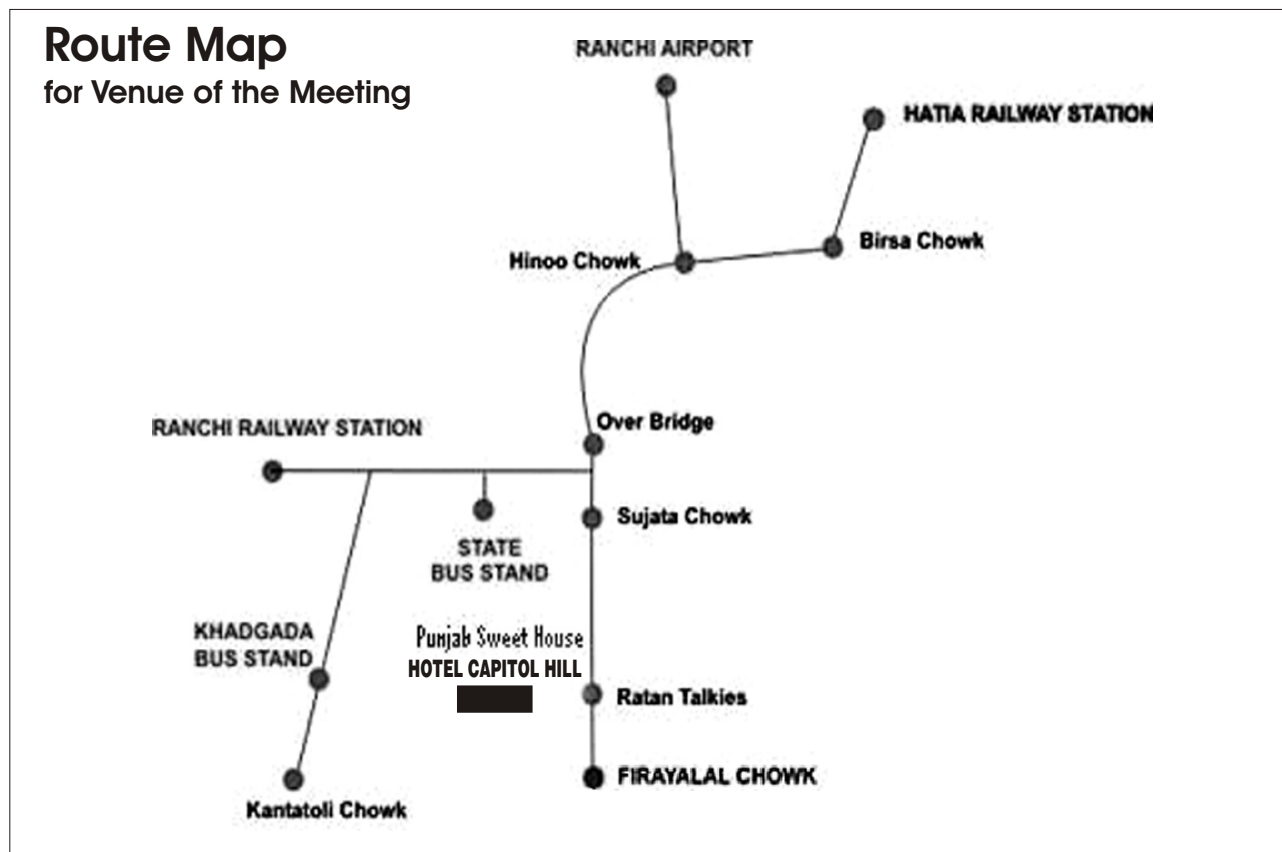 Route Map
for Venue of the Meeting
RANCHI AIRPORT
HATIA RAILWAY STATION
Birsa Chowk
Hinoo Chowk
Over Bridge
RANCHI RAILWAY STATION
Sujata Chowk
STATE
BUS STAND
KHADGADA
BUS STAND
Punjab Sweet House
HOTEL CAPITOL HILL
Ratan Talkies
FIRAYALAL CHOWK
Kantatoli Chowk